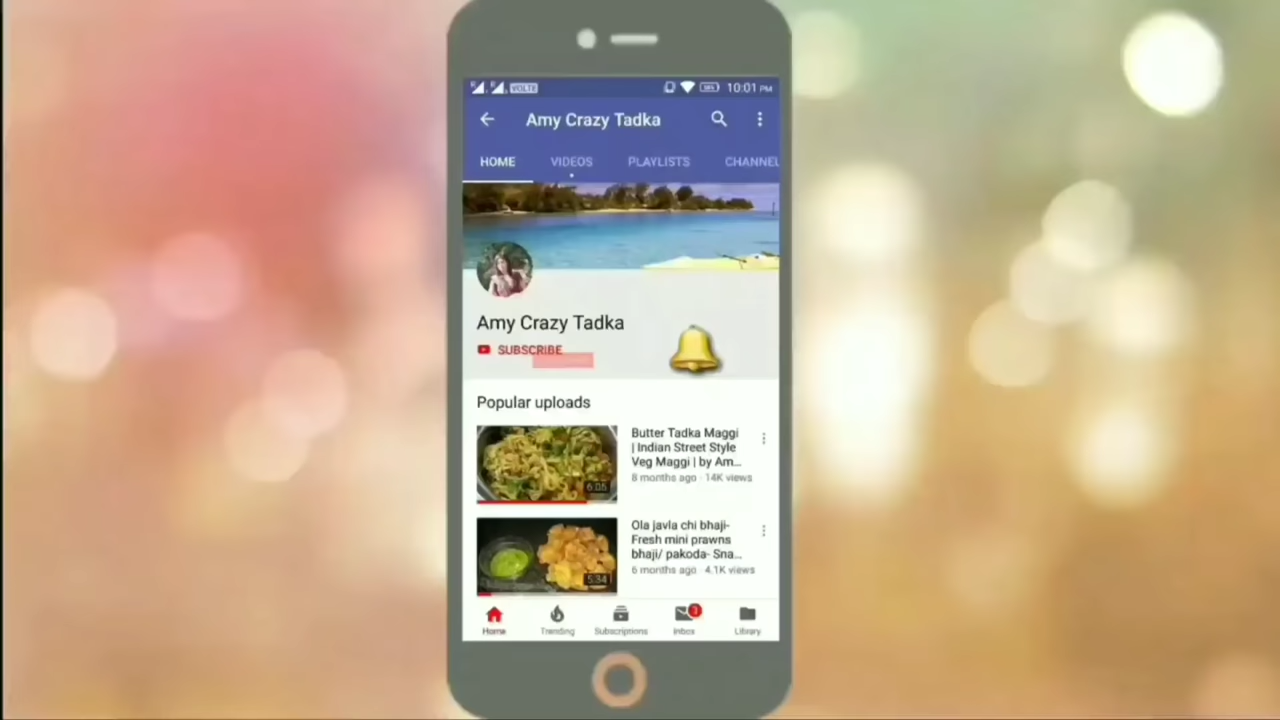 VOLTE
10:01 PM
Amy Crazy Tadka
HOME VIDEOS PLAYLISTS CHANNEL
Amy Crazy Tadka
SUBSCRIBE
Popular uploads
Butter Tadka Maggi
| Indian Street Style
Veg Maggi | by Am...
8 months ago · 14K views
6:05
Ola javla chi bhaji-
Fresh mini prawns
bhaji/ pakoda- Sna...
6 months ago · 4.1K views
5:34
3
Home Trending Subscriptions Inbox Library